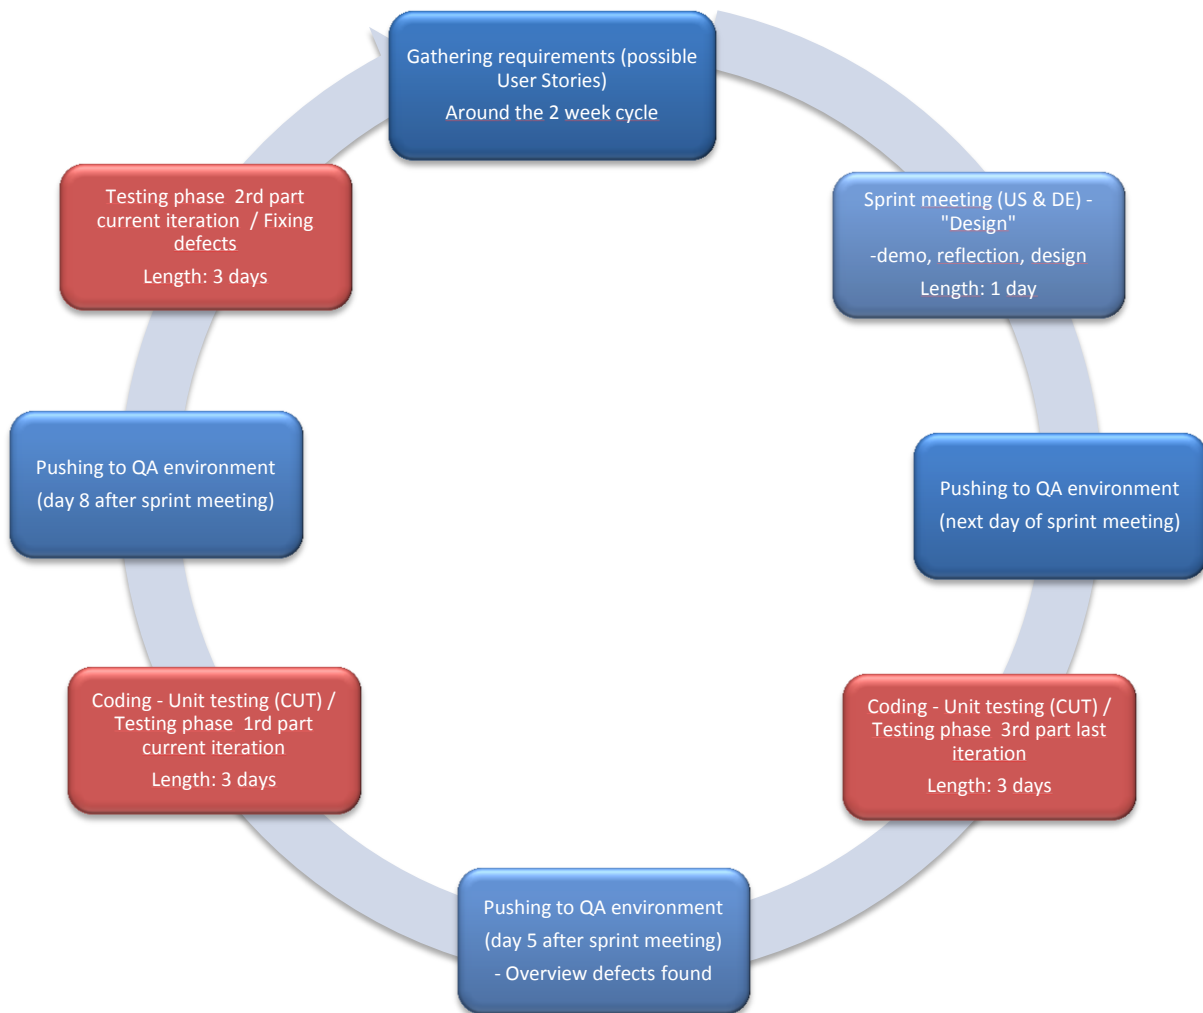 Gathering requirements (possible
User Stories)
Around the 2 week cycle
Sprint meeting (US & DE) -
"Design"
-demo, reflection, design
Length: 1 day
Pushing to QA environment
(next day of sprint meeting)
Coding - Unit testing (CUT) /
Testing phase 3rd part last
iteration
Length: 3 days
Pushing to QA environment
(day 5 after sprint meeting)
- Overview defects found
Coding - Unit testing (CUT) /
Testing phase 1rd part
current iteration
Length: 3 days
Pushing to QA environment
(day 8 after sprint meeting)
Testing phase 2rd part
current iteration / Fixing
defects
Length: 3 days